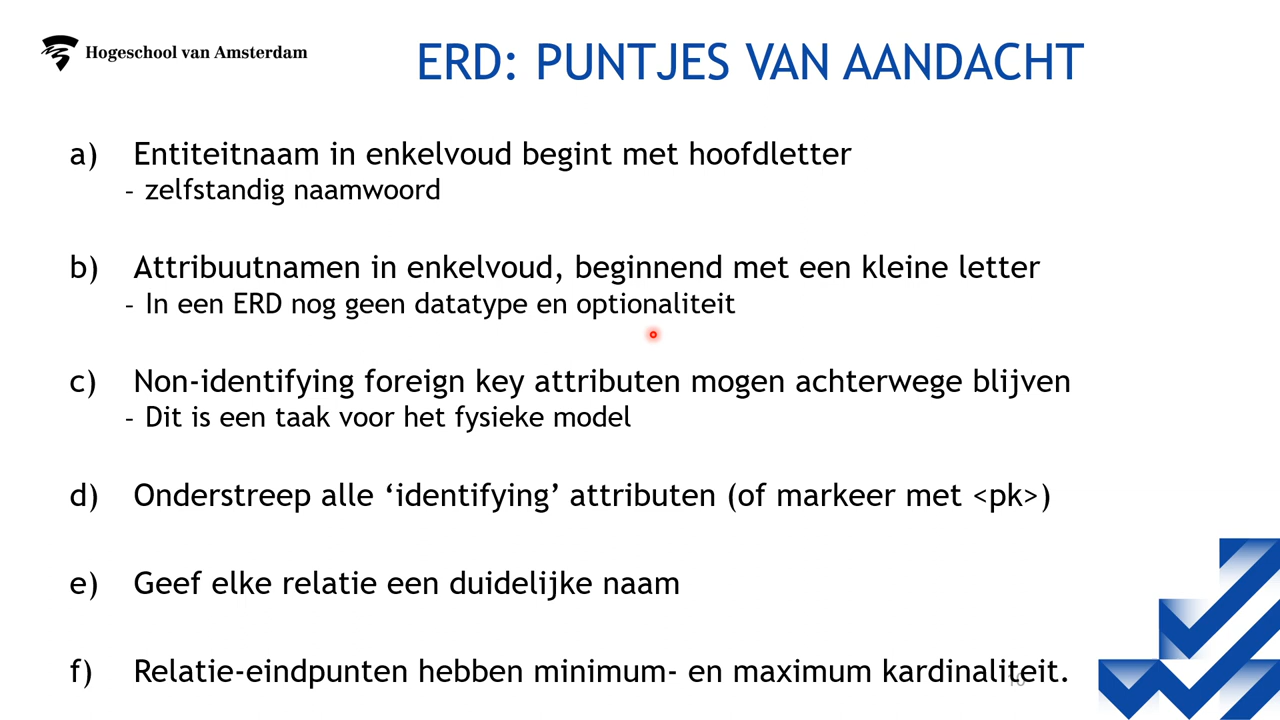 Hogeschool van Amsterdam
ERD: PUNTJES VAN AANDACHT
a) Entiteitnaam in enkelvoud begint met hoofdletter
- zelfstandig naamwoord
b) Attribuutnamen in enkelvoud, beginnend met een kleine letter
- In een ERD nog geen datatype en optionaliteit
c) Non-identifying foreign key attributen mogen achterwege blijven
- Dit is een taak voor het fysieke model
d) Onderstreep alle ‘identifying’ attributen (of markeer met <pk>)
e) Geef elke relatie een duidelijke naam
f) Relatie-eindpunten hebben minimum- en maximum kardinaliteit.